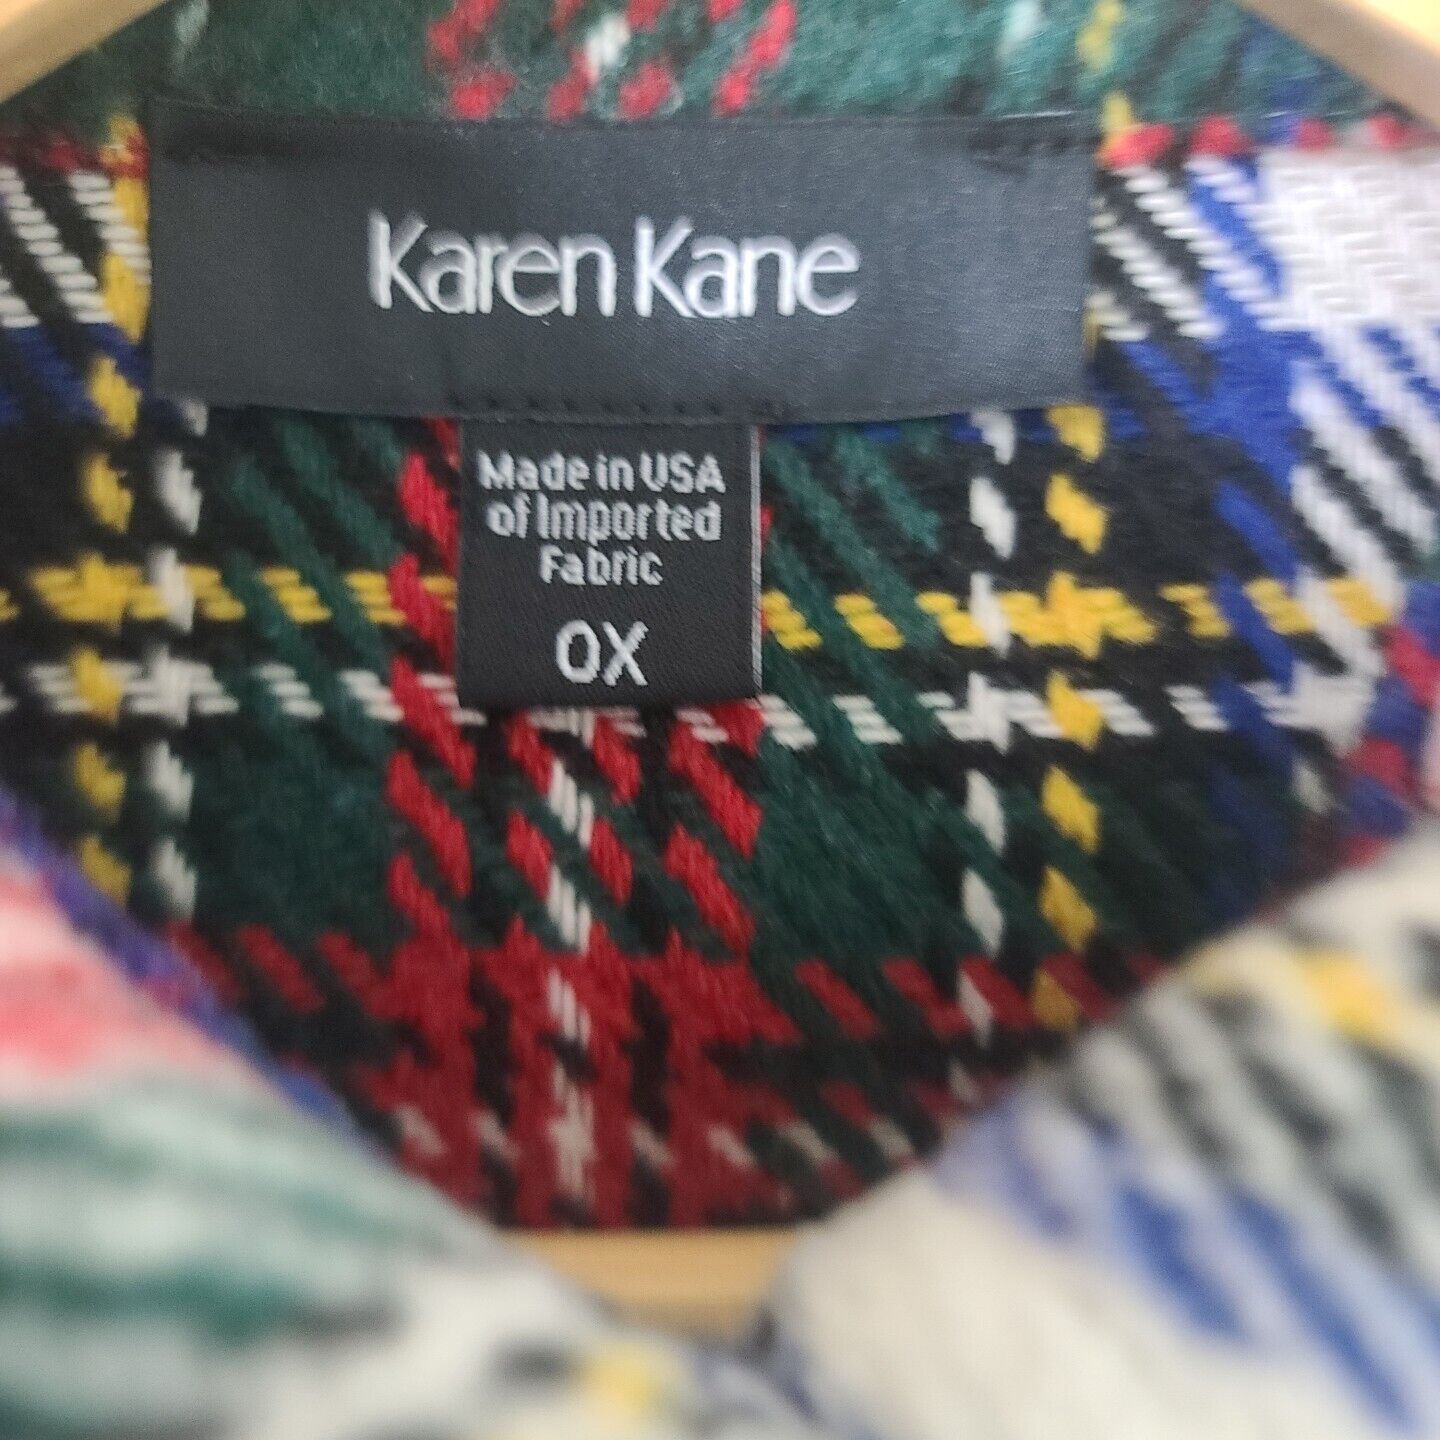 Karen Kane
Made in USA
of Imported
Fabric
0X